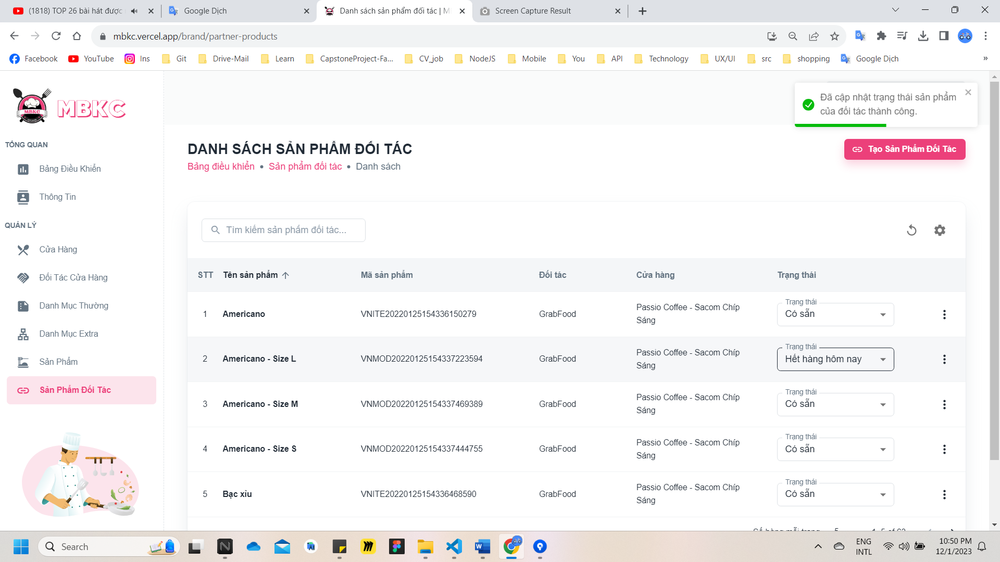 (1818) TOP 26 bài hát được
Google Dịch
Danh sách sản phẩm đối tác | M
Screen Capture Result
mbkc.vercel.app/brand/partner-products
Facebook
YouTube
Ins
Git
Drive-Mail
Learn
CapstoneProject-Fa...
CV_job
NodeJS
Mobile
You
API
Technology
UX/UI
src
shopping
Google Dịch
»
MBKC
MBKC
Đã cập nhật trạng thái sản phẩm
của đối tác thành công.
TỔNG QUAN
Bảng Điều Khiển
Thông Tin
QUẢN LÝ
Cửa Hàng
Đối Tác Cửa Hàng
Danh Mục Thường
Danh Mục Extra
Sản Phẩm
Sản Phẩm Đối Tác
DANH SÁCH SẢN PHẨM ĐỐI TÁC
Bảng điều khiển • Sản phẩm đối tác • Danh sách
Tạo Sản Phẩm Đối Tác
Tìm kiếm sản phẩm đối tác...
STT Tên sản phẩm Mã sản phẩm Đối tác Cửa hàng Trạng thái
Trạng thái
1 Americano VNITE20220125154336150279 GrabFood Passio Coffee - Sacom Chíp Sáng Có sẵn
Trạng thái
2 Americano - Size L VNMOD20220125154337223594 GrabFood Passio Coffee - Sacom Chíp Sáng Hết hàng hôm nay
Trạng thái
3 Americano - Size M VNMOD20220125154337469389 GrabFood Passio Coffee - Sacom Chíp Sáng Có sẵn
Trạng thái
4 Americano - Size S VNMOD20220125154337444755 GrabFood Passio Coffee - Sacom Chíp Sáng Có sẵn
Trạng thái
5 Bạc xỉu VNITE20220125154336468590 GrabFood Passio Coffee - Sacom Chíp Sáng Có sẵn
Search
ENG
INTL
10:50 PM
12/1/2023